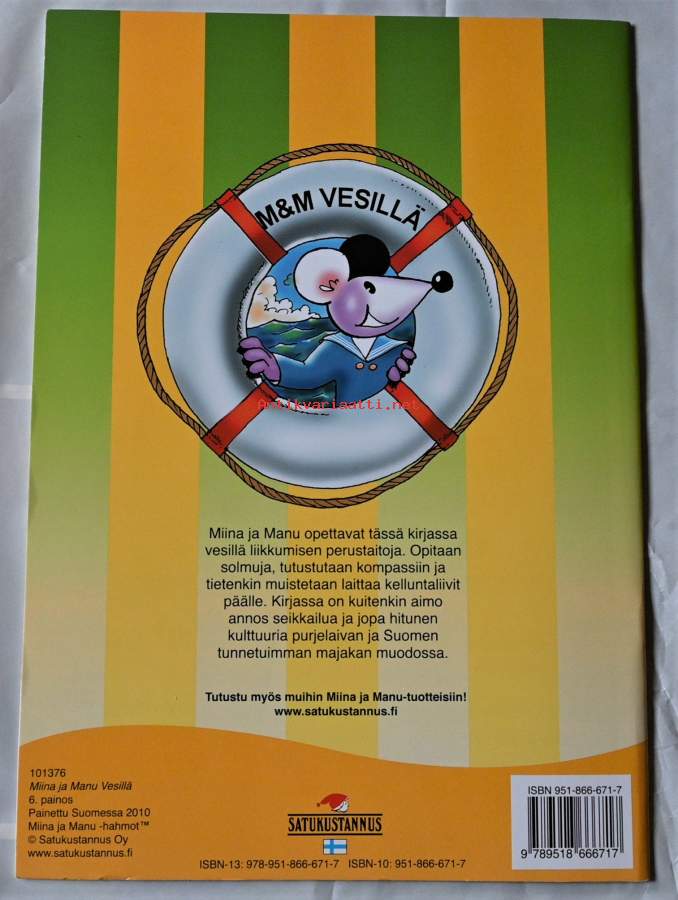 M&M VESILLÄ
Antikvariaatti.net
Miina ja Manu opettavat tässä kirjassa
vesillä liikkumisen perustaitoja. Opitaan
solmuja, tutustutaan kompassiin ja
tietenkin muistetaan laittaa kelluntaliivit
päälle. Kirjassa on kuitenkin aimo
annos seikkailua ja jopa hitunen
kulttuuria purjelaivan ja Suomen
tunnetuimman majakan muodossa.
Tutustu myös muihin Miina ja Manu-tuotteisiin!
www.satukustannus.fi
101376
Miina ja Manu Vesillä
6. painos
Painettu Suomessa 2010
Miina ja Manu -hahmot™
© Satukustannus Oy
www.satukustannus.fi
SATUKUSTANNUS
ISBN-13: 978-951-866-671-7 ISBN-10: 951-866-671-7
ISBN 951-866-671-7
9 789518 666717